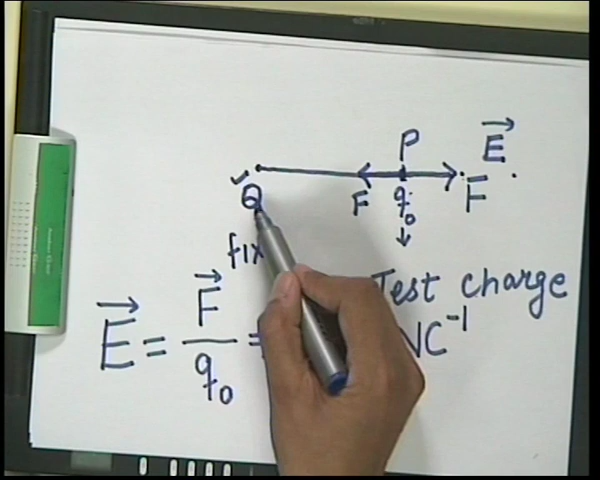 P E
Q F q₀ F
fix
Test charge
E = F / q₀ = NC⁻¹